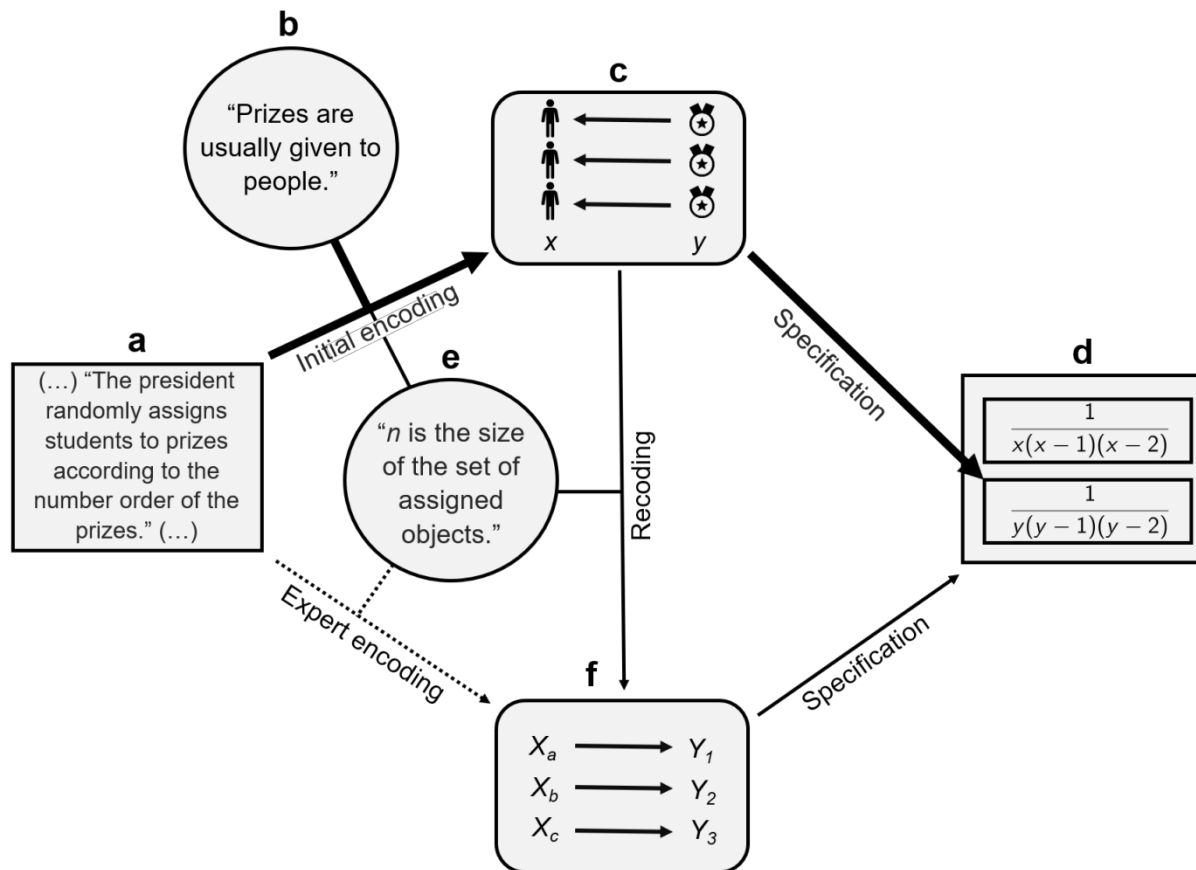 b
“Prizes are
usually given to
people.”
c
x y
Initial encoding
a
(...) “The president
randomly assigns
students to prizes
according to the
number order of the
prizes.” (...)
e
“n is the size
of the set of
assigned
objects.”
Recoding
Specification
d
1
x(x − 1)(x − 2)
1
y(y − 1)(y − 2)
Expert encoding
Specification
f
Xa Y1
Xb Y2
Xc Y3